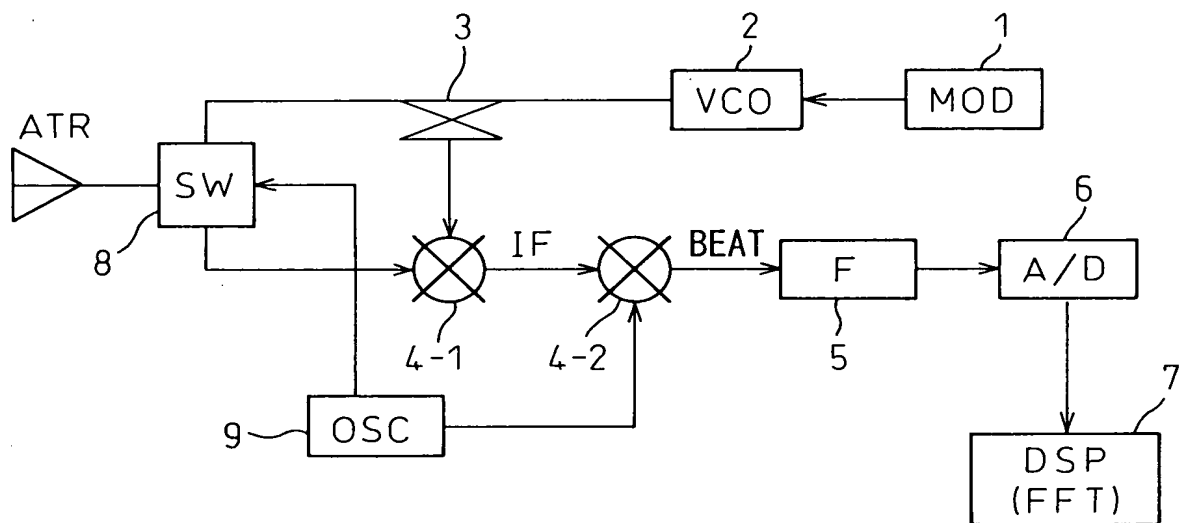 3
2
1
VCO
MOD
ATR
SW
8
IF
BEAT
6
F
A/D
4-1
4-2
5
9
OSC
7
DSP
(FFT)